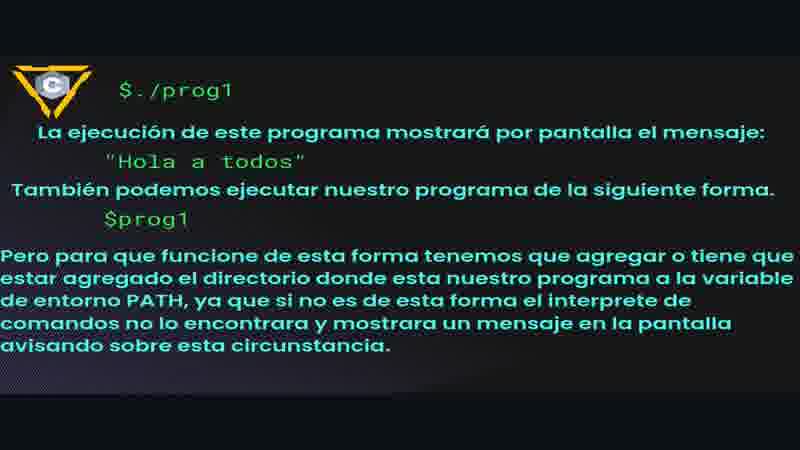 C
$./prog1
La ejecución de este programa mostrará por pantalla el mensaje:
"Hola a todos"
También podemos ejecutar nuestro programa de la siguiente forma.
$prog1
Pero para que funcione de esta forma tenemos que agregar o tiene que
estar agregado el directorio donde esta nuestro programa a la variable
de entorno PATH, ya que si no es de esta forma el interprete de
comandos no lo encontrara y mostrara un mensaje en la pantalla
avisando sobre esta circunstancia.